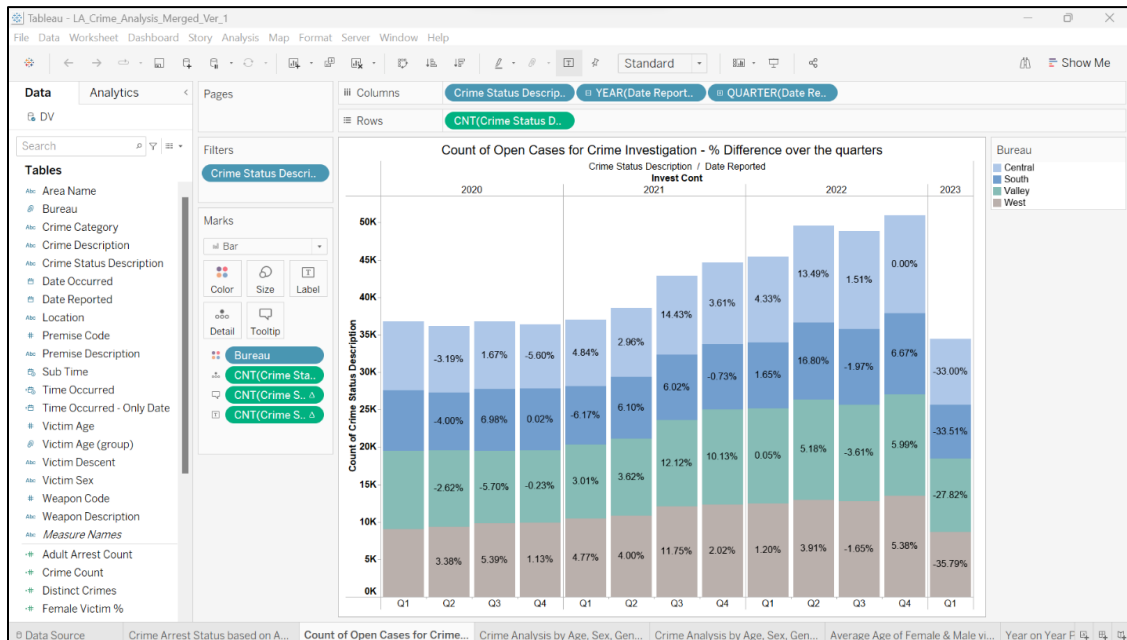 Tableau - LA_Crime_Analysis_Merged_Ver_1
File Data Worksheet Dashboard Story Analysis Map Format Server Window Help
Standard
Show Me
Data Analytics
DV
Search
Tables
Abc Area Name
Bureau
Abc Crime Category
Abc Crime Description
Abc Crime Status Description
Date Occurred
Date Reported
Abc Location
# Premise Code
Abc Premise Description
Sub Time
Time Occurred
Time Occurred - Only Date
# Victim Age
Victim Age (group)
Abc Victim Descent
Abc Victim Sex
# Weapon Code
Abc Weapon Description
Abc Measure Names
# Adult Arrest Count
# Crime Count
# Distinct Crimes
# Female Victim %
Pages
Filters
Crime Status Descri..
Marks
Bar
Color Size Label
Detail Tooltip
Bureau
CNT(Crime Sta..
CNT(Crime S.. Δ
CNT(Crime S.. Δ
Columns Crime Status Descrip.. YEAR(Date Report.. QUARTER(Date Re..
Rows CNT(Crime Status D..
Count of Open Cases for Crime Investigation - % Difference over the quarters
Crime Status Description / Date Reported
Invest Cont
2020 2021 2022 2023
Count of Crime Status Description
50K
45K
40K
35K
30K
25K
20K
15K
10K
5K
0K
-3.19% 1.67% -5.60% 4.84% 2.96% 14.43% 3.61% 4.33% 13.49% 1.51% 0.00% -33.00%
-4.00% 6.98% 0.02% -6.17% 6.10% 6.02% -0.73% 1.65% 16.80% -1.97% 6.67% -33.51%
-2.62% -5.70% -0.23% 3.01% 3.62% 12.12% 10.13% 0.05% 5.18% -3.61% 5.99% -27.82%
3.38% 5.39% 1.13% 4.77% 4.00% 11.75% 2.02% 1.20% 3.91% -1.65% 5.38% -35.79%
Q1 Q2 Q3 Q4 Q1 Q2 Q3 Q4 Q1 Q2 Q3 Q4 Q1
Bureau
Central
South
Valley
West
Data Source Crime Arrest Status based on A... Count of Open Cases for Crime... Crime Analysis by Age, Sex, Gen... Crime Analysis by Age, Sex, Gen... Average Age of Female & Male vi... Year on Year F